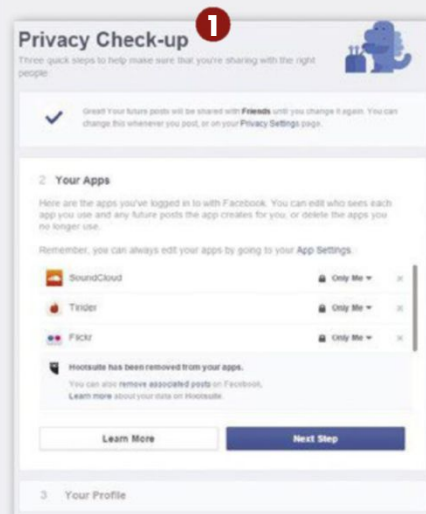 1
Privacy Check-up
Three quick steps to help make sure that you're sharing with the right
people
Great! Your future posts will be shared with Friends until you change it again. You can
change this whenever you post, or on your Privacy Settings page.
2 Your Apps
Here are the apps you've logged in to with Facebook. You can edit who sees each
app you use and any future posts the app creates for you, or delete the apps you
no longer use.
Remember, you can always edit your apps by going to your App Settings.
SoundCloud Only Me
Tinder Only Me
Flickr Only Me
Hootsuite has been removed from your apps.
You can also remove associated posts on Facebook.
Learn more about your data on Hootsuite.
Learn More Next Step
3 Your Profile